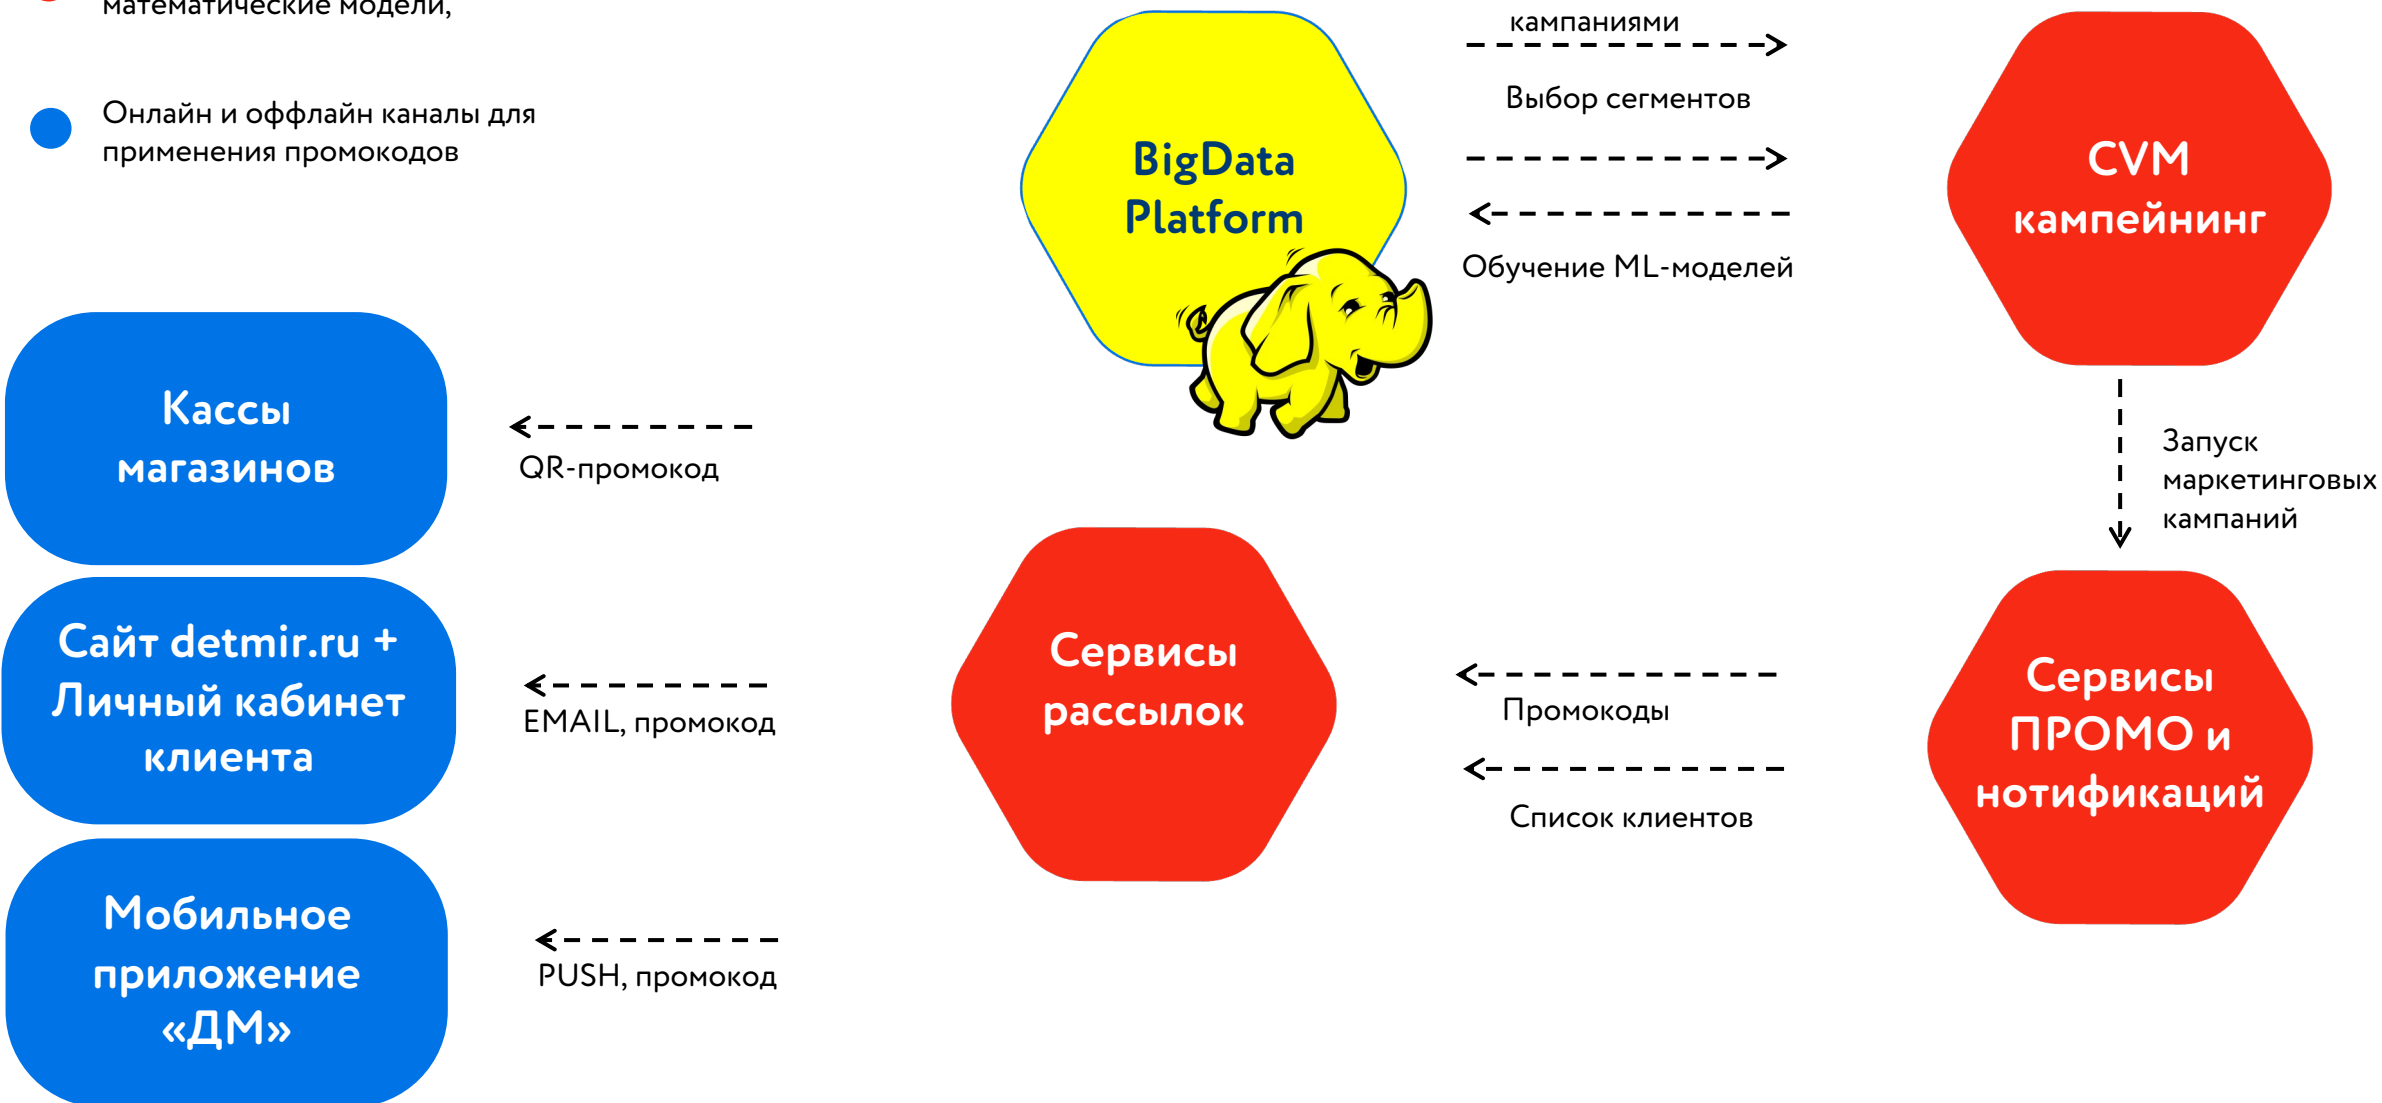 математические модели,
Онлайн и оффлайн каналы для
применения промокодов
кампаниями
Выбор сегментов
Обучение ML-моделей
BigData
Platform
CVM
кампейнинг
Запуск
маркетинговых
кампаний
Кассы
магазинов
QR-промокод
Сайт detmir.ru +
Личный кабинет
клиента
EMAIL, промокод
Сервисы
рассылок
Промокоды
Список клиентов
Сервисы
ПРОМО и
нотификаций
Мобильное
приложение
«ДМ»
PUSH, промокод